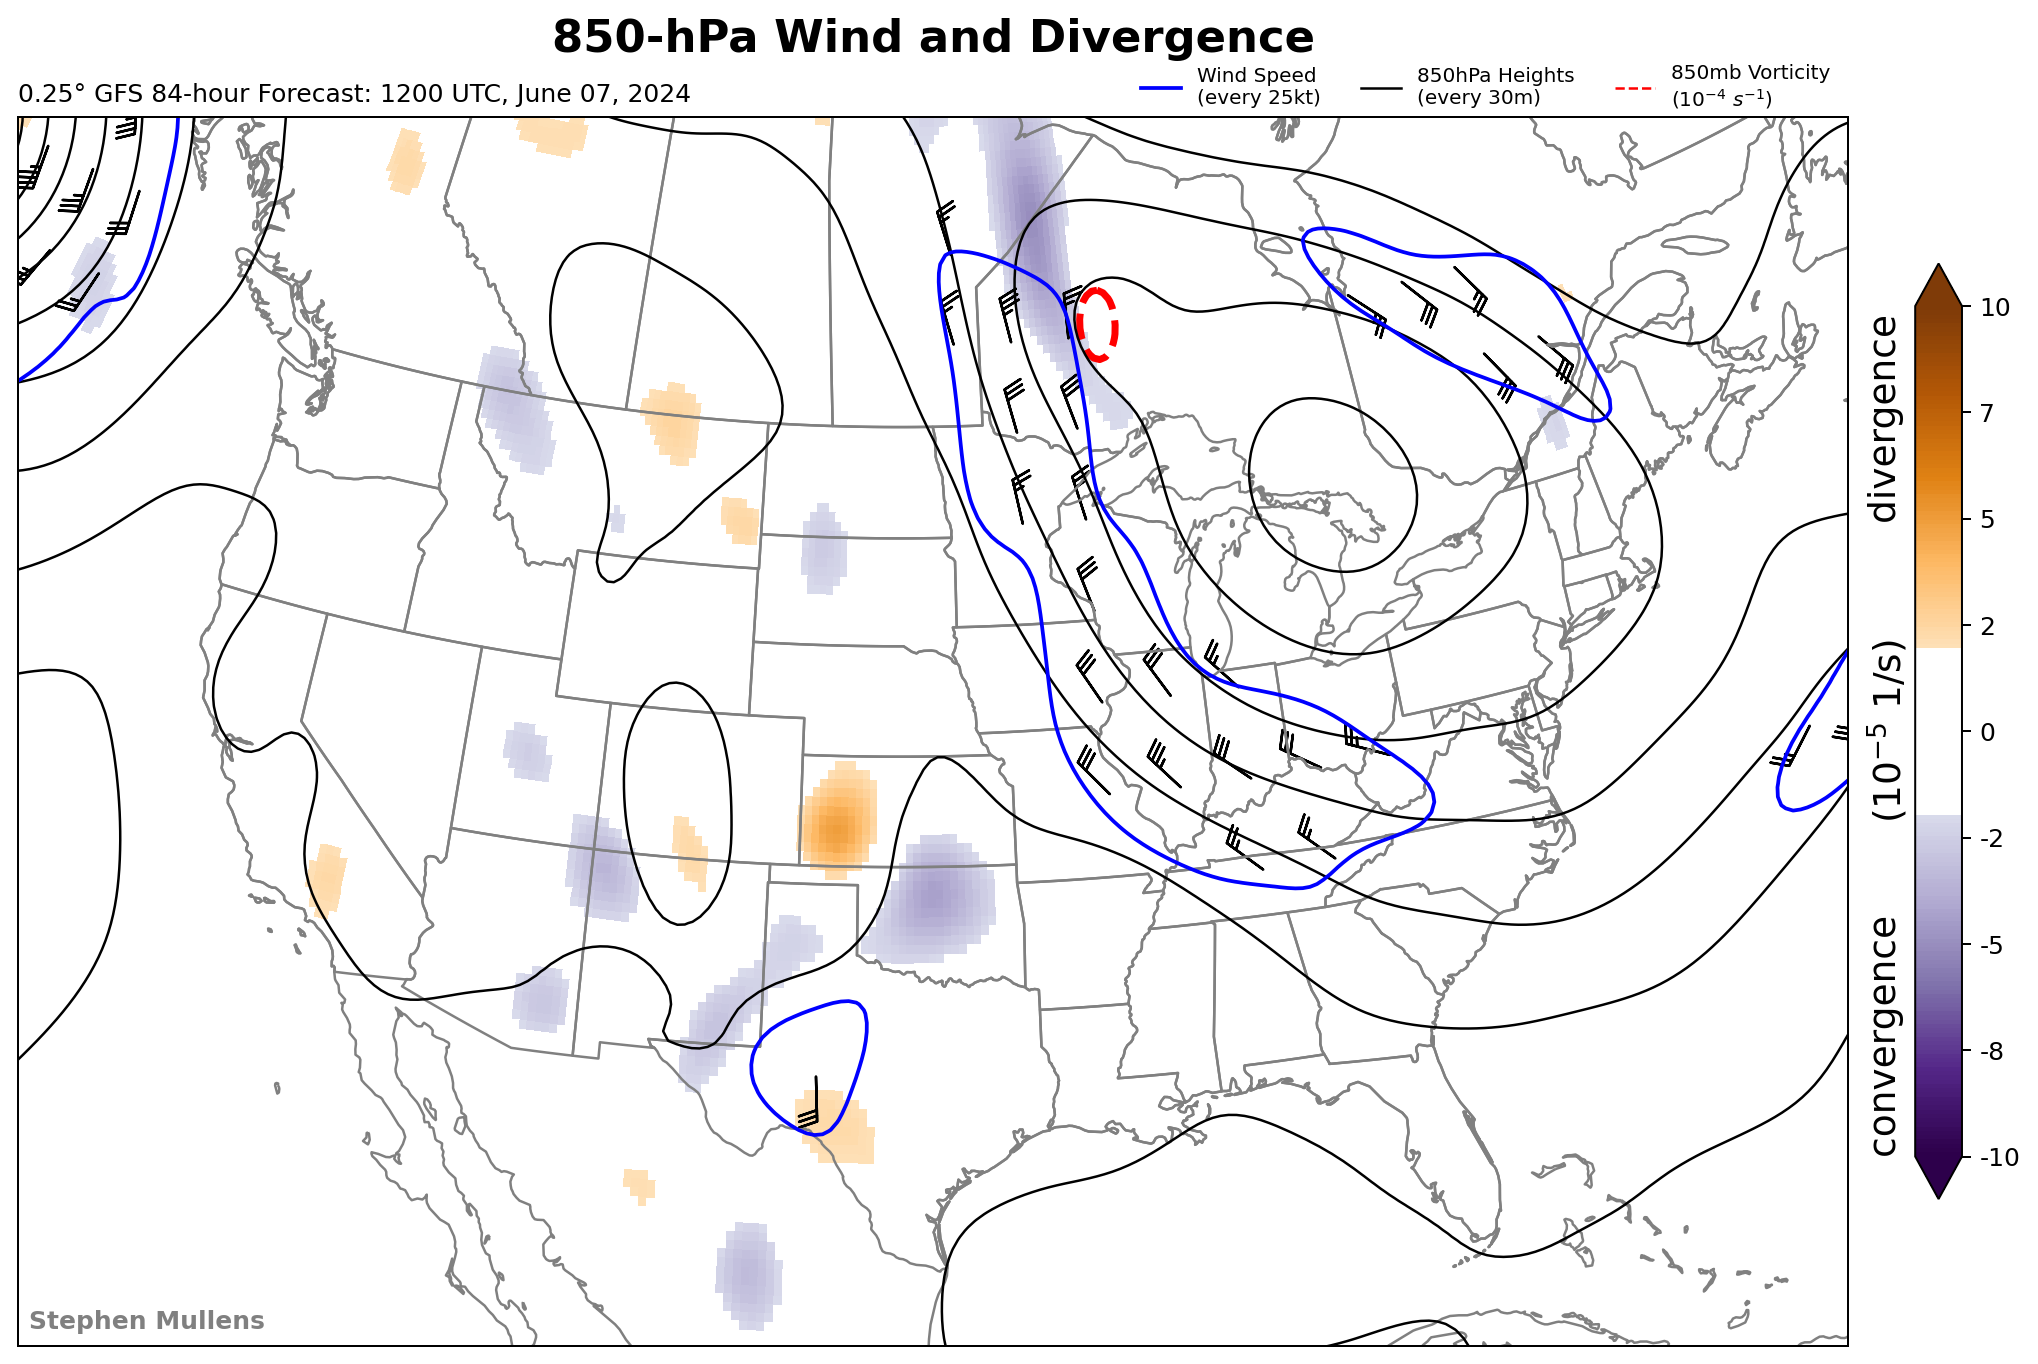 850-hPa Wind and Divergence
0.25° GFS 84-hour Forecast: 1200 UTC, June 07, 2024
Wind Speed
(every 25kt)
850hPa Heights
(every 30m)
850mb Vorticity
(10⁻⁴ s⁻¹)
10
7
5
2
0
-2
-5
-8
-10
convergence (10⁻⁵ 1/s) divergence
Stephen Mullens